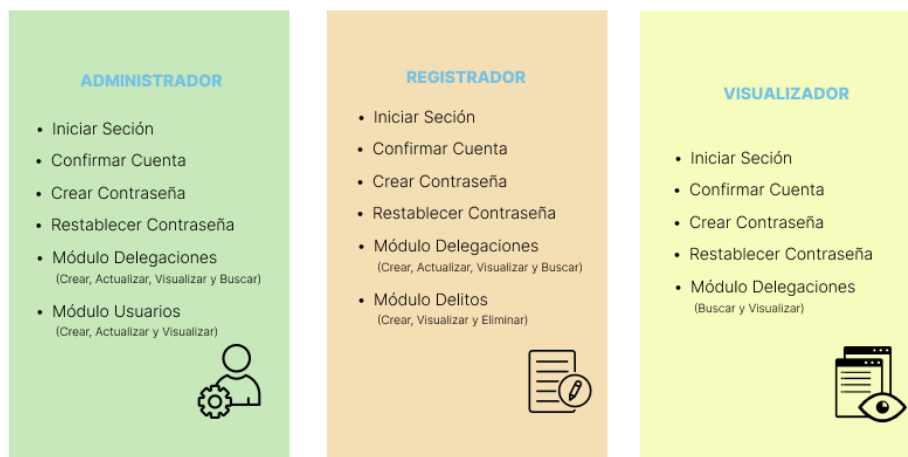 ADMINISTRADOR
• Iniciar Seción
• Confirmar Cuenta
• Crear Contraseña
• Restablecer Contraseña
• Módulo Delegaciones
(Crear, Actualizar, Visualizar y Buscar)
• Módulo Usuarios
(Crear, Actualizar y Visualizar)
REGISTRADOR
• Iniciar Seción
• Confirmar Cuenta
• Crear Contraseña
• Restablecer Contraseña
• Módulo Delegaciones
(Crear, Actualizar, Visualizar y Buscar)
• Módulo Delitos
(Crear, Visualizar y Eliminar)
VISUALIZADOR
• Iniciar Seción
• Confirmar Cuenta
• Crear Contraseña
• Restablecer Contraseña
• Módulo Delegaciones
(Buscar y Visualizar)